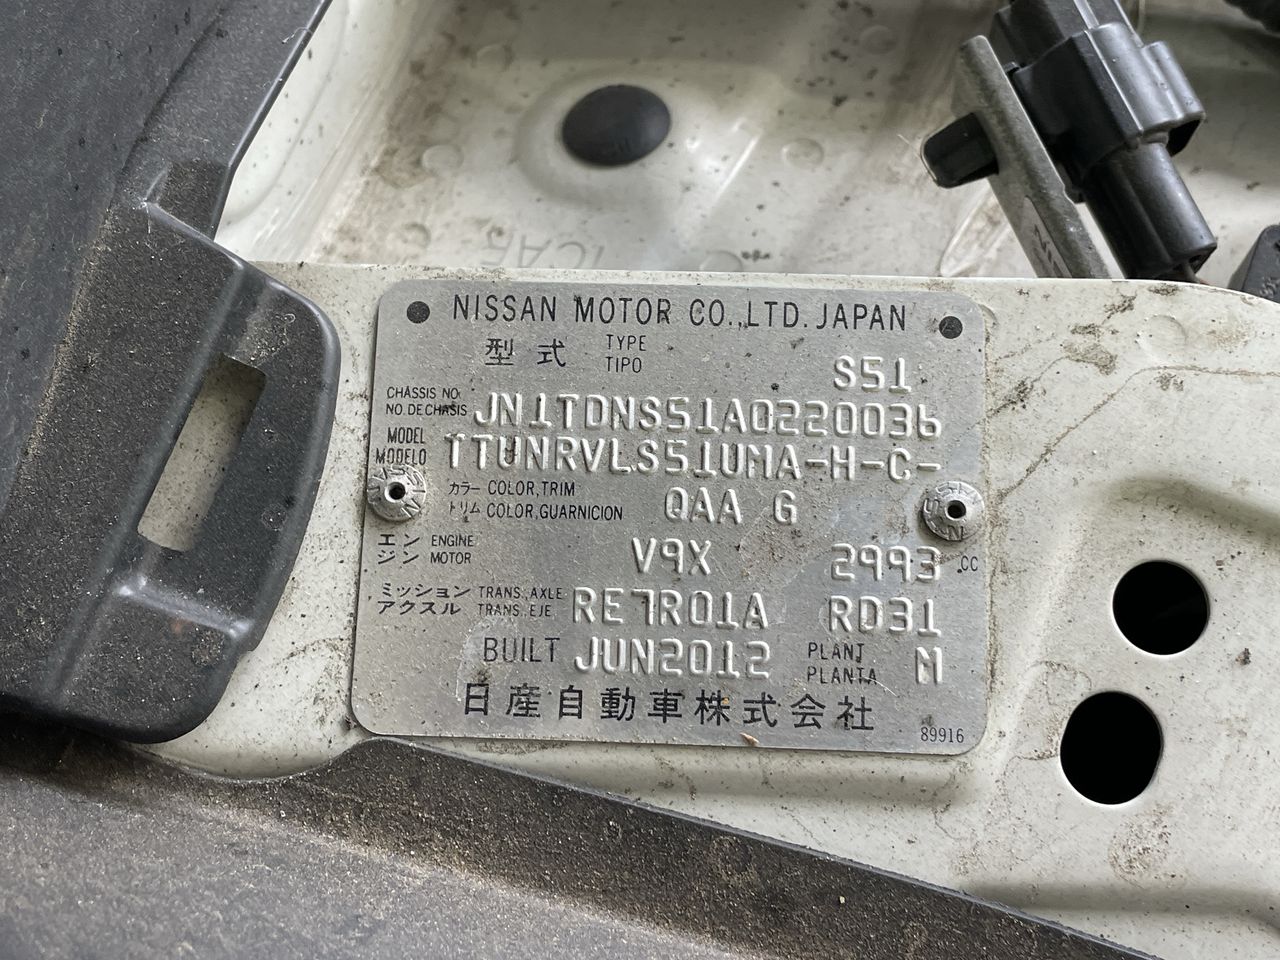 NISSAN MOTOR CO.,LTD. JAPAN
型式 TYPE TIPO S51
CHASSIS NO. NO. DE CHASIS JN1TDNS51A0220036
MODEL MODELO TTUNRVLS51UMA-H-C-
カラー COLOR,TRIM トリム COLOR,GUARNICION QAA G
エンジン ENGINE MOTOR V9X 2993 CC
ミッション TRANS.,AXLE アクスル TRANS.,EJE RE7R01A RD31
BUILT JUN2012 PLANT PLANTA M
日産自動車株式会社
89916